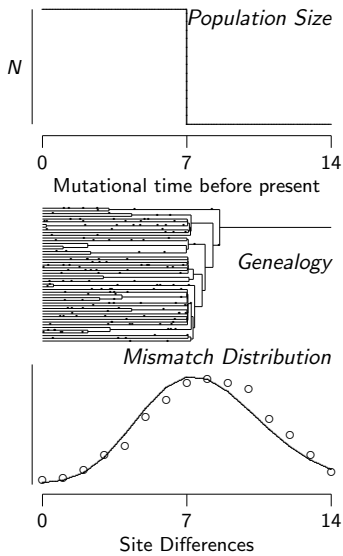 Population Size
N
0 7 14
Mutational time before present
Genealogy
Mismatch Distribution
0 7 14
Site Differences